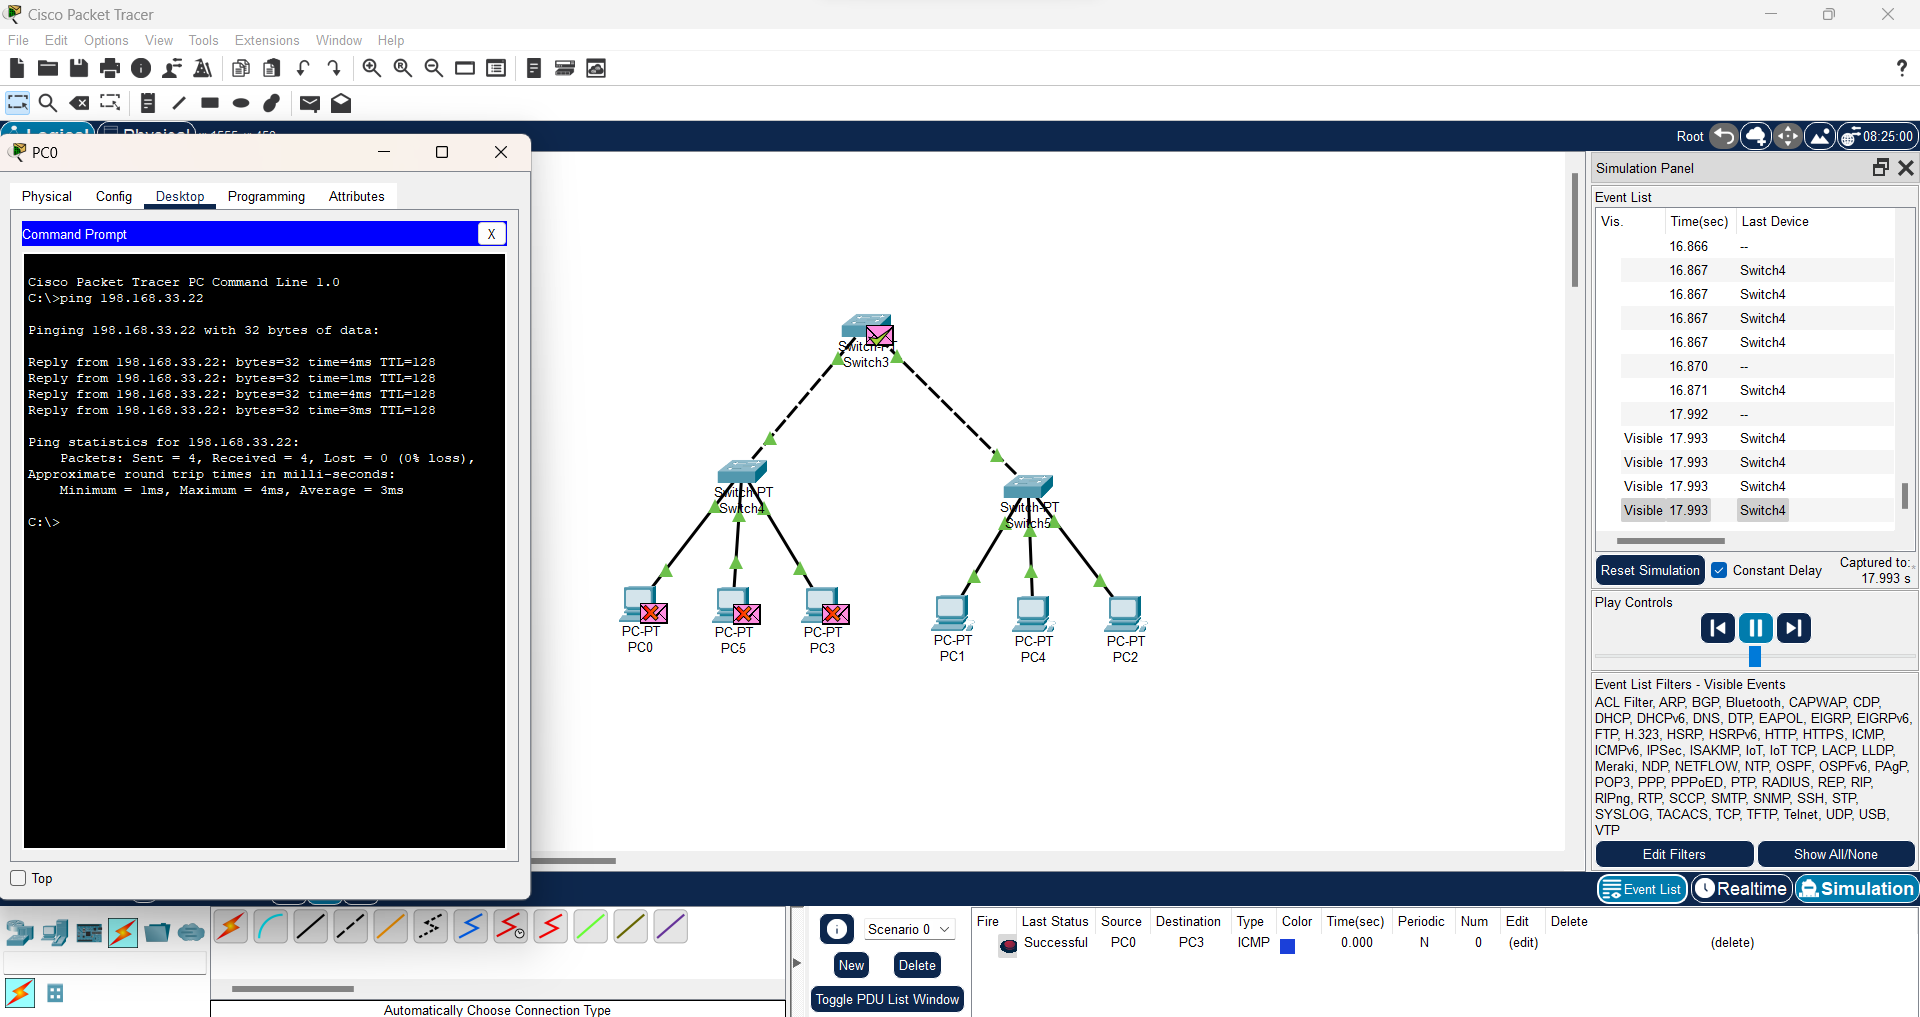 Cisco Packet Tracer
File Edit Options View Tools Extensions Window Help
Root 08:25:00
PC0
Physical Config Desktop Programming Attributes
Command Prompt X
Cisco Packet Tracer PC Command Line 1.0
C:\>ping 198.168.33.22
Pinging 198.168.33.22 with 32 bytes of data:
Reply from 198.168.33.22: bytes=32 time=4ms TTL=128
Reply from 198.168.33.22: bytes=32 time=1ms TTL=128
Reply from 198.168.33.22: bytes=32 time=4ms TTL=128
Reply from 198.168.33.22: bytes=32 time=3ms TTL=128
Ping statistics for 198.168.33.22:
Packets: Sent = 4, Received = 4, Lost = 0 (0% loss),
Approximate round trip times in milli-seconds:
Minimum = 1ms, Maximum = 4ms, Average = 3ms
C:\>
Top
Switch3
Switch-PT
Switch4
Switch-PT
Switch5
PC-PT
PC0
PC-PT
PC5
PC-PT
PC3
PC-PT
PC1
PC-PT
PC4
PC-PT
PC2
Simulation Panel
Event List
Vis. Time(sec) Last Device
16.866 --
16.867 Switch4
16.867 Switch4
16.867 Switch4
16.867 Switch4
16.870 --
16.871 Switch4
17.992 --
Visible 17.993 Switch4
Visible 17.993 Switch4
Visible 17.993 Switch4
Visible 17.993 Switch4
Reset Simulation Constant Delay Captured to:
17.993 s
Play Controls
Event List Filters - Visible Events
ACL Filter, ARP, BGP, Bluetooth, CAPWAP, CDP,
DHCP, DHCPv6, DNS, DTP, EAPOL, EIGRP, EIGRPv6,
FTP, H.323, HSRP, HSRPv6, HTTP, HTTPS, ICMP,
ICMPv6, IPSec, ISAKMP, IoT, IoT TCP, LACP, LLDP,
Meraki, NDP, NETFLOW, NTP, OSPF, OSPFv6, PAgP,
POP3, PPP, PPPoED, PTP, RADIUS, REP, RIP,
RIPng, RTP, SCCP, SMTP, SNMP, SSH, STP,
SYSLOG, TACACS, TCP, TFTP, Telnet, UDP, USB,
VTP
Edit Filters Show All/None
Event List Realtime Simulation
Automatically Choose Connection Type
Scenario 0
New Delete
Toggle PDU List Window
Fire Last Status Source Destination Type Color Time(sec) Periodic Num Edit Delete
Successful PC0 PC3 ICMP 0.000 N 0 (edit) (delete)